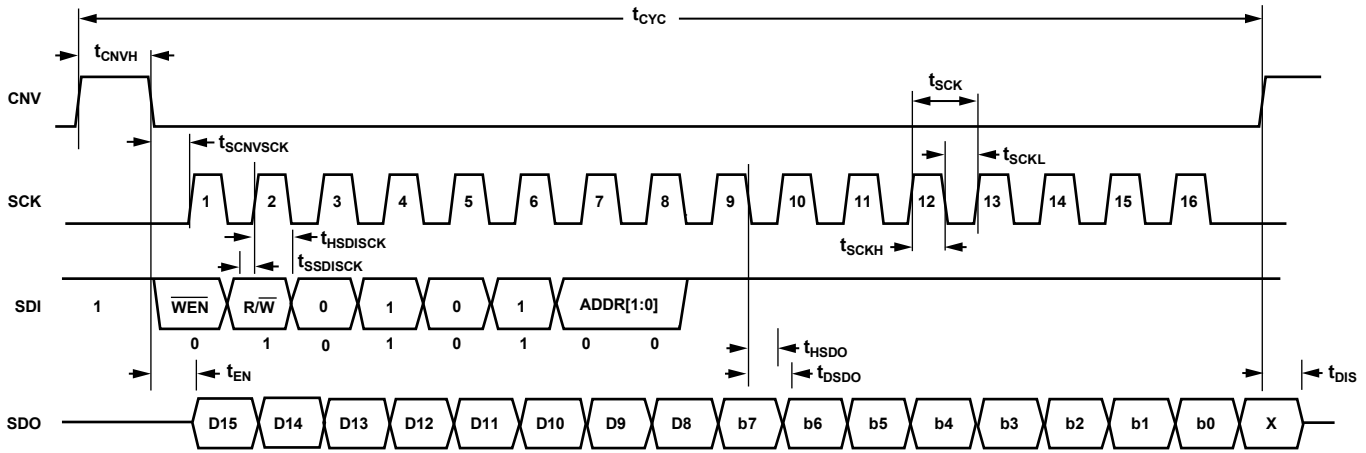 tCYC
tCNVH
tSCK
CNV
tSCNVSCK
tSCKL
SCK 1 2 3 4 5 6 7 8 9 10 11 12 13 14 15 16
tHSDISCK
tSCKH
tSSDISCK
SDI 1 WEN R/W 0 1 0 1 ADDR[1:0]
0 1 0 1 0 1 0 0
tHSDO
tEN tDSDO tDIS
SDO D15 D14 D13 D12 D11 D10 D9 D8 b7 b6 b5 b4 b3 b2 b1 b0 X